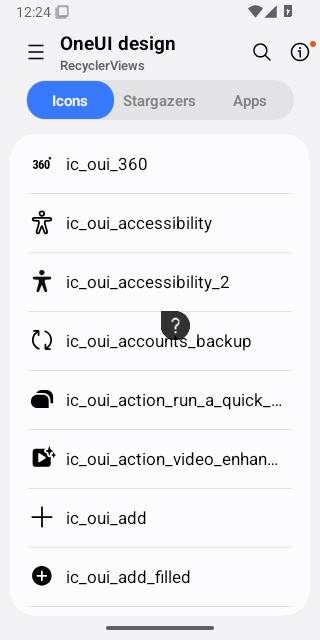 12:24
OneUI design
RecyclerViews
Icons Stargazers Apps
360° ic_oui_360
ic_oui_accessibility
ic_oui_accessibility_2
?
ic_oui_accounts_backup
ic_oui_action_run_a_quick_...
ic_oui_action_video_enhan...
ic_oui_add
ic_oui_add_filled